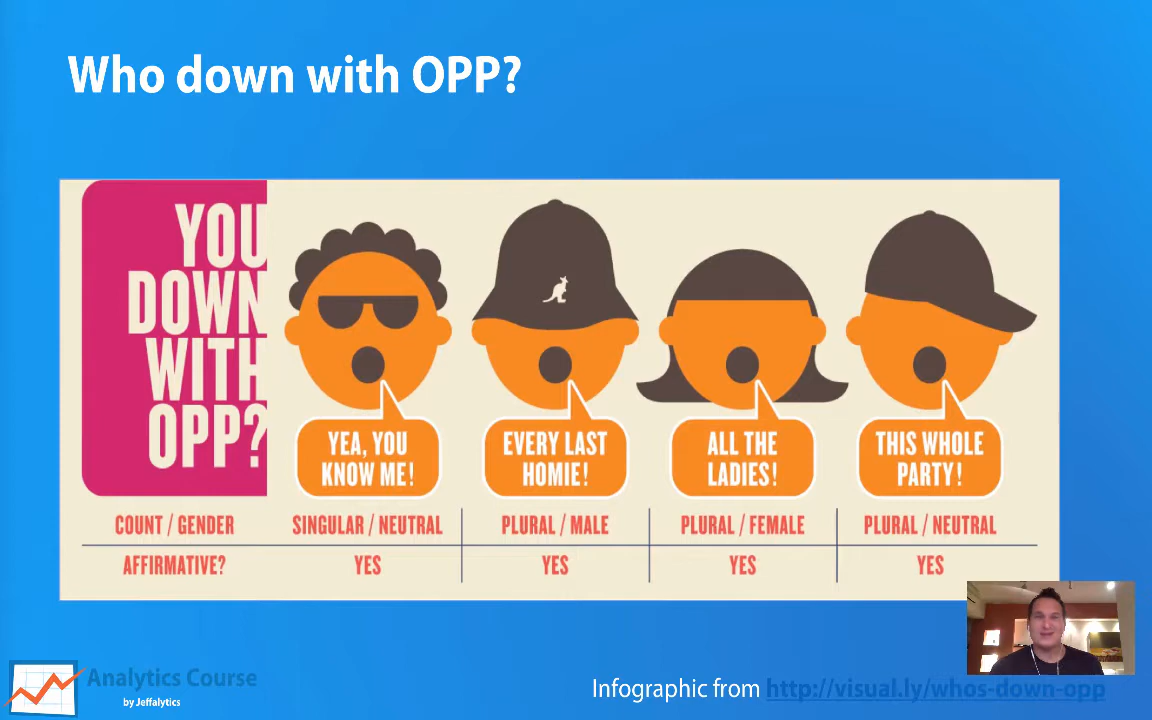 Who down with OPP?
YOU
DOWN
WITH
OPP?
YEA, YOU
KNOW ME!
EVERY LAST
HOMIE!
ALL THE
LADIES!
THIS WHOLE
PARTY!
COUNT / GENDER SINGULAR / NEUTRAL PLURAL / MALE PLURAL / FEMALE PLURAL / NEUTRAL
AFFIRMATIVE? YES YES YES YES
Analytics Course
by Jeffalytics
Infographic from http://visual.ly/whos-down-opp